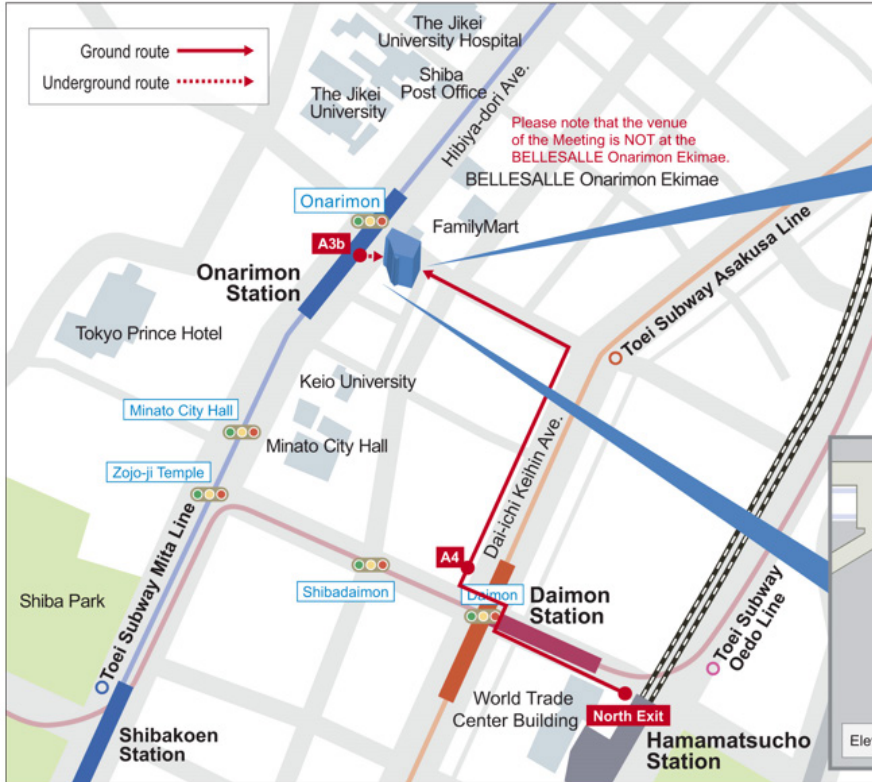 Ground route
Underground route
The Jikei
University Hospital
Shiba
Post Office
The Jikei
University
Hibiya-dori Ave.
Please note that the venue
of the Meeting is NOT at the
BELLESALLE Onarimon Ekimae.
BELLESALLE Onarimon Ekimae
Onarimon
FamilyMart
A3b
Onarimon
Station
Toei Subway Asakusa Line
Tokyo Prince Hotel
Keio University
Minato City Hall
Minato City Hall
Zojo-ji Temple
Dai-ichi Keihin Ave.
Toei Subway Mita Line
A4
Shibadaimon
Daimon
Daimon
Station
Shiba Park
Toei Subway
Oedo Line
World Trade
Center Building
North Exit
Shibakoen
Station
Hamamatsucho
Station